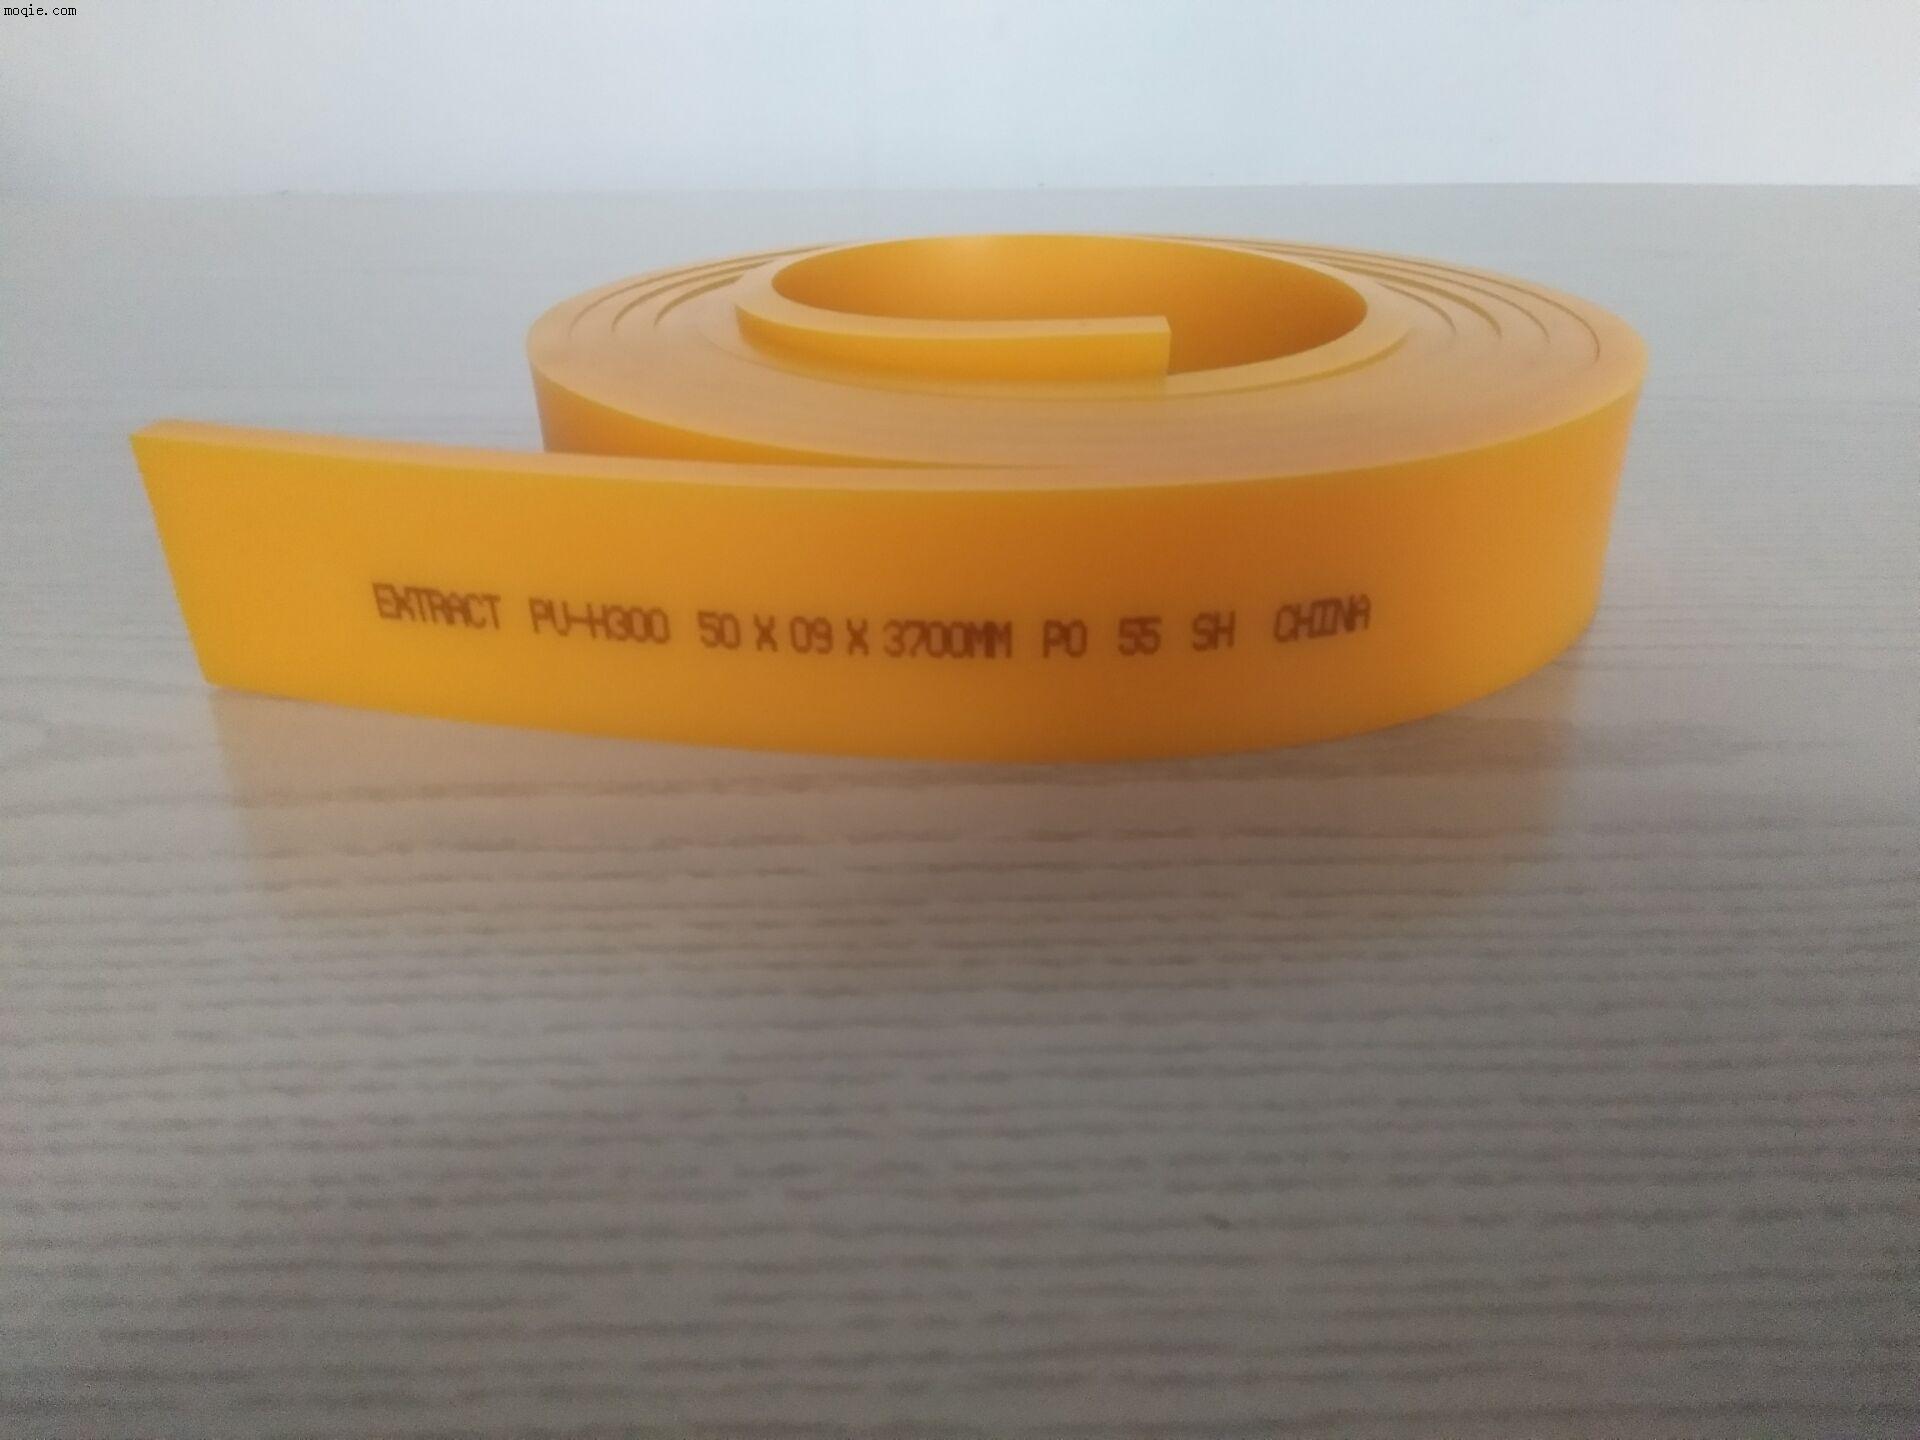 moqie.com
EXTRACT PU-H300 50 X 09 X 3700MM PO 55 SH CHINA